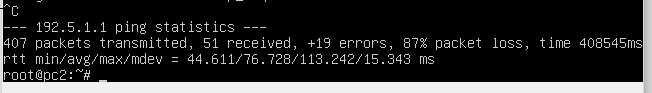 ^C
--- 192.5.1.1 ping statistics ---
407 packets transmitted, 51 received, +19 errors, 87% packet loss, time 408545ms
rtt min/avg/max/mdev = 44.611/76.728/113.242/15.343 ms
root@pc2:~# _